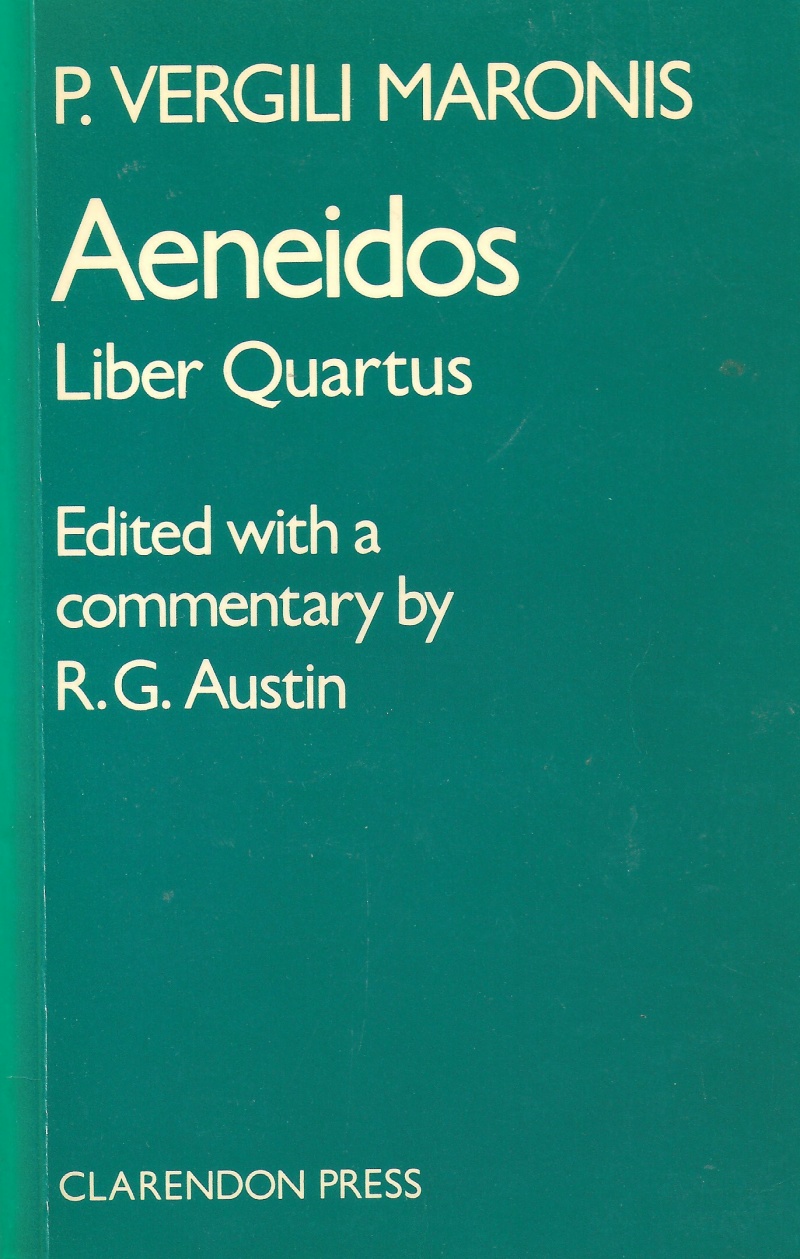 P. VERGILI MARONIS
Aeneidos
Liber Quartus
Edited with a
commentary by
R.G. Austin
CLARENDON PRESS